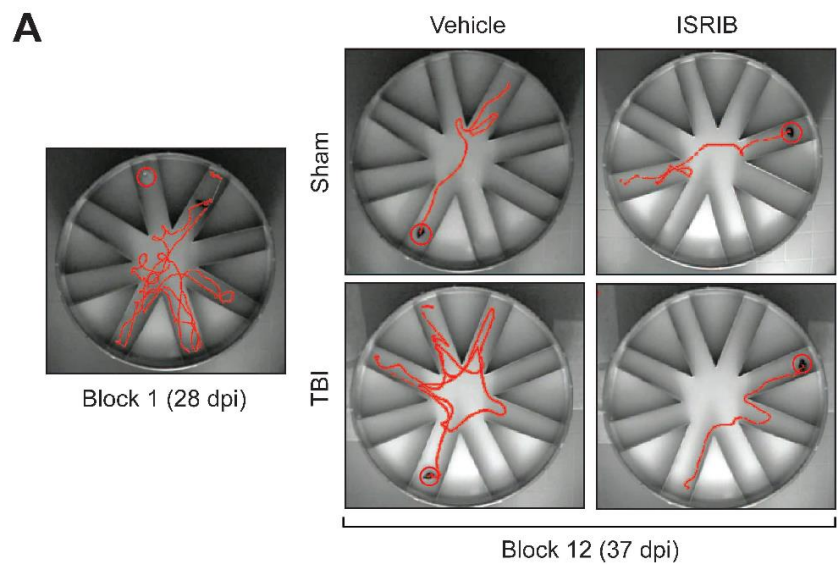 A
Vehicle
ISRIB
Sham
TBI
Block 1 (28 dpi)
Block 12 (37 dpi)